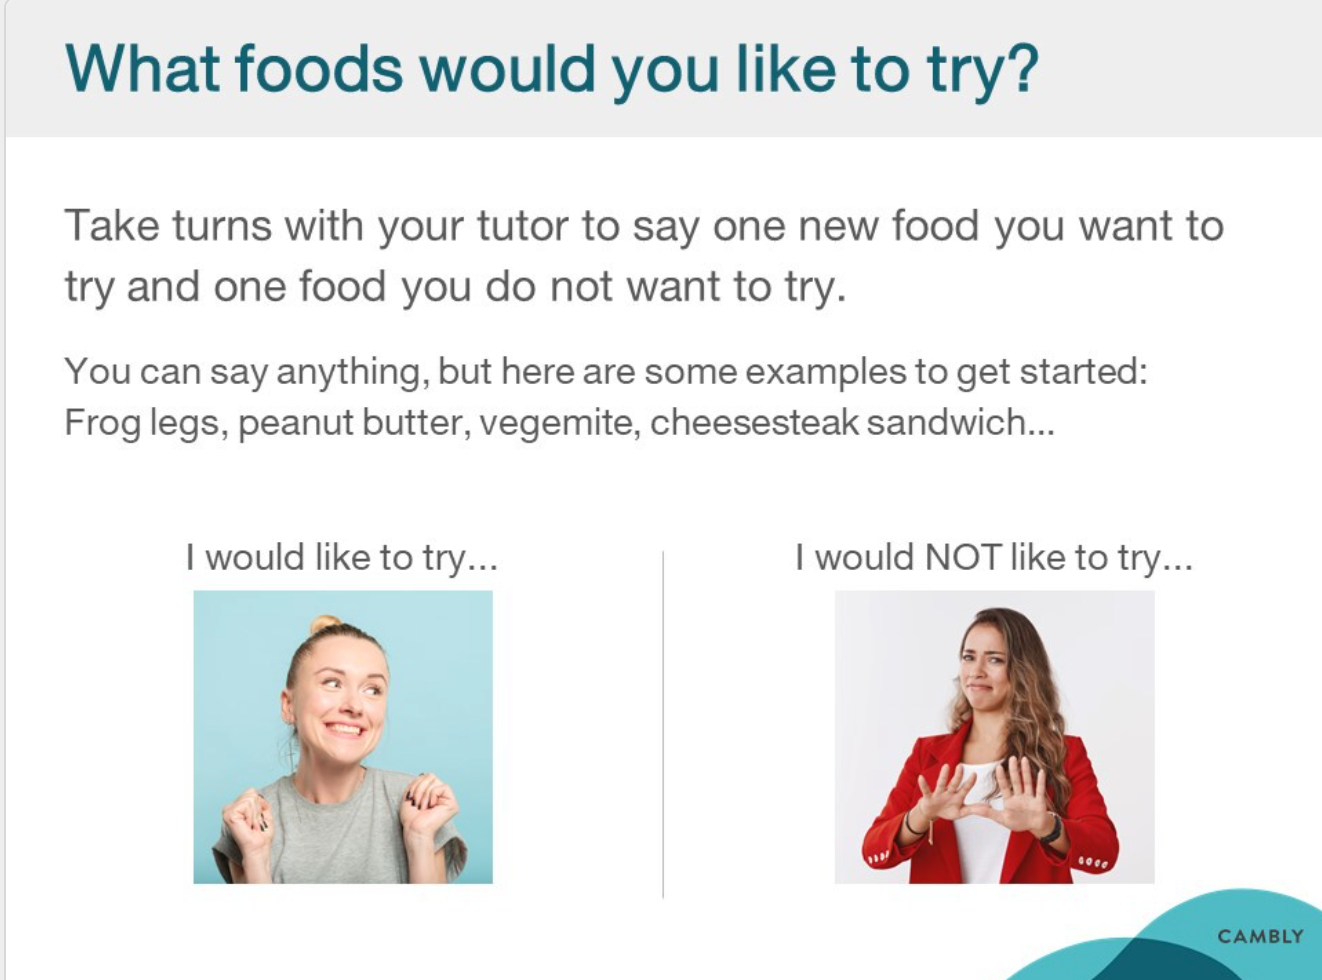 What foods would you like to try?
Take turns with your tutor to say one new food you want to
try and one food you do not want to try.
You can say anything, but here are some examples to get started:
Frog legs, peanut butter, vegemite, cheesesteak sandwich...
I would like to try...
I would NOT like to try...
CAMBLY